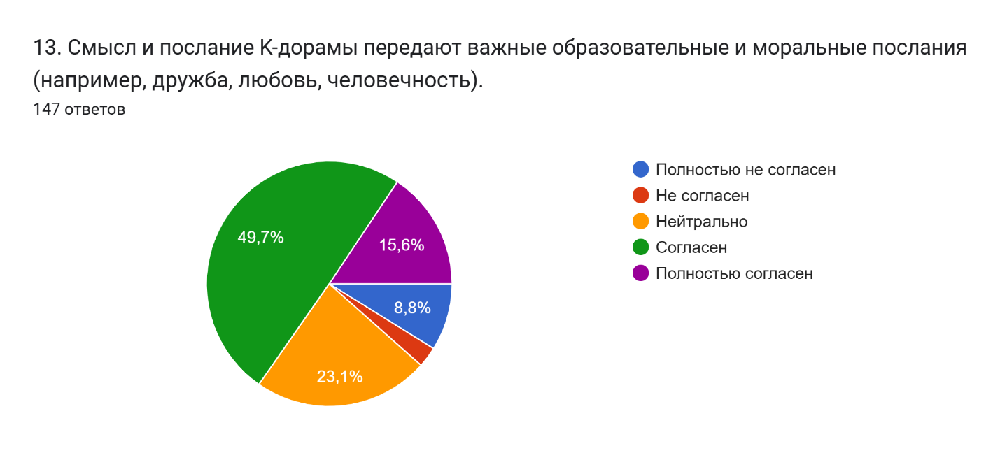 13. Смысл и послание K-дорамы передают важные образовательные и моральные послания
(например, дружба, любовь, человечность).
147 ответов
Полностью не согласен
Не согласен
Нейтрально
Согласен
Полностью согласен
49,7%
15,6%
8,8%
23,1%